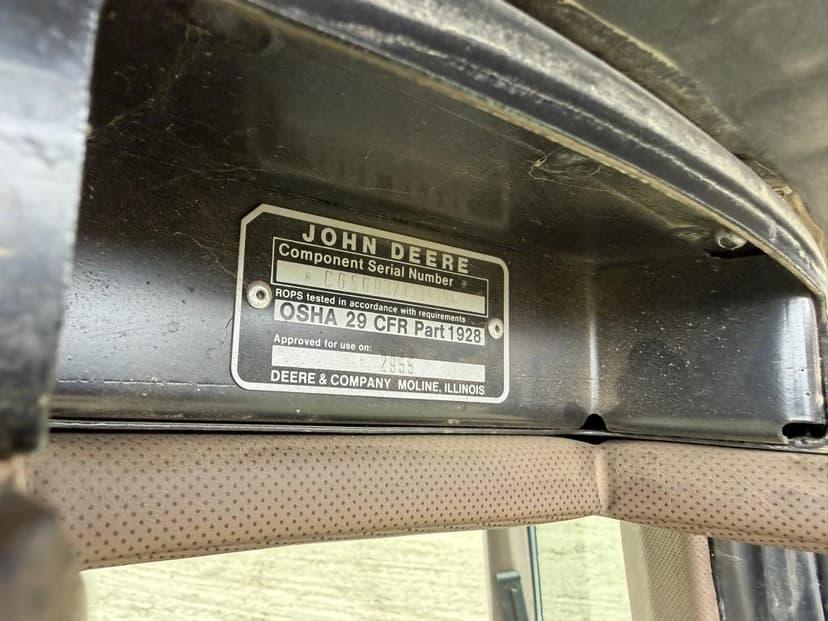 JOHN DEERE
Component Serial Number
ROPS tested in accordance with requirements
OSHA 29 CFR Part 1928
Approved for use on:
2955
DEERE & COMPANY MOLINE, ILLINOIS